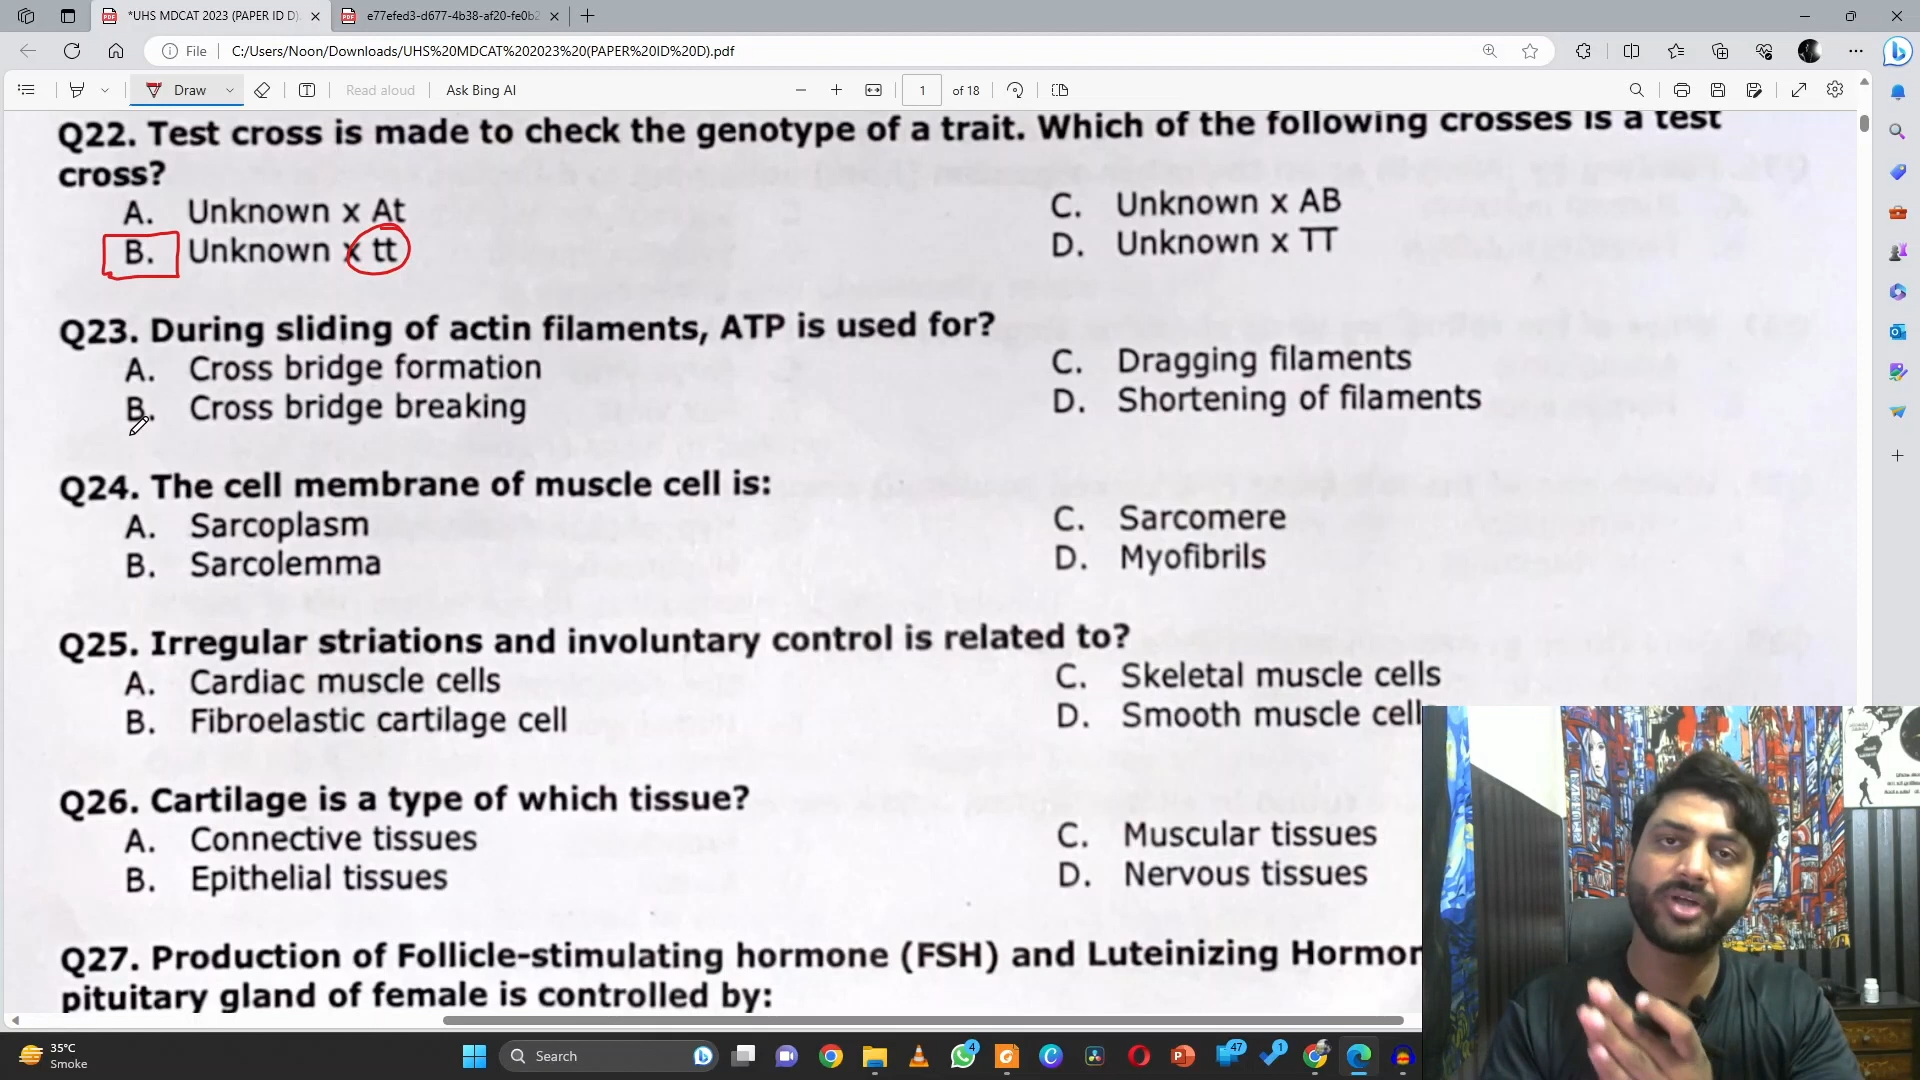 *UHS MDCAT 2023 (PAPER ID D).
e77efed3-d677-4b38-af20-fe0b2
File
C:/Users/Noon/Downloads/UHS%20MDCAT%202023%20(PAPER%20ID%20D).pdf
Draw
Read aloud
Ask Bing AI
1
of 18
Q22. Test cross is made to check the genotype of a trait. Which of the following crosses is a test
cross?
A. Unknown x At
C. Unknown x AB
B. Unknown x tt
D. Unknown x TT
Q23. During sliding of actin filaments, ATP is used for?
A. Cross bridge formation
C. Dragging filaments
B. Cross bridge breaking
D. Shortening of filaments
Q24. The cell membrane of muscle cell is:
A. Sarcoplasm
C. Sarcomere
B. Sarcolemma
D. Myofibrils
Q25. Irregular striations and involuntary control is related to?
A. Cardiac muscle cells
C. Skeletal muscle cells
B. Fibroelastic cartilage cell
D. Smooth muscle cell
Q26. Cartilage is a type of which tissue?
A. Connective tissues
C. Muscular tissues
B. Epithelial tissues
D. Nervous tissues
Q27. Production of Follicle-stimulating hormone (FSH) and Luteinizing Hormor
pituitary gland of female is controlled by:
35°C
Smoke
Search
4
47
1